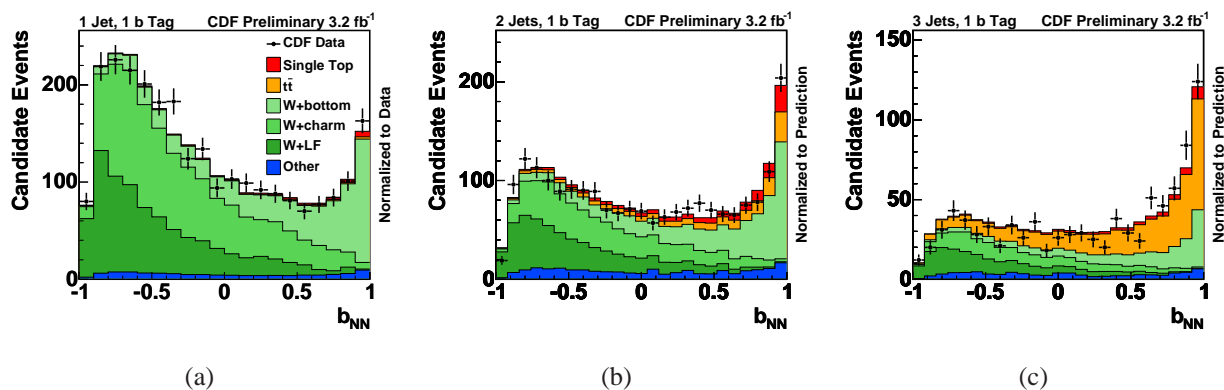 1 Jet, 1 b Tag CDF Preliminary 3.2 fb-1
Candidate Events
200
100
0
CDF Data
Single Top
tt̄
W+bottom
W+charm
W+LF
Other
Normalized to Data
-1 -0.5 0 0.5 1
bNN
(a)
2 Jets, 1 b Tag CDF Preliminary 3.2 fb-1
Candidate Events
200
100
0
Normalized to Prediction
-1 -0.5 0 0.5 1
bNN
(b)
3 Jets, 1 b Tag CDF Preliminary 3.2 fb-1
Candidate Events
150
100
50
0
Normalized to Prediction
-1 -0.5 0 0.5 1
bNN
(c)